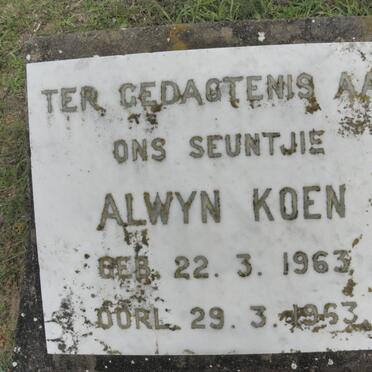 TER GEDAGTENIS AA
ONS SEUNTJIE
ALWYN KOEN
GEB. 22. 3. 1963
OORL. 29. 3. 1963